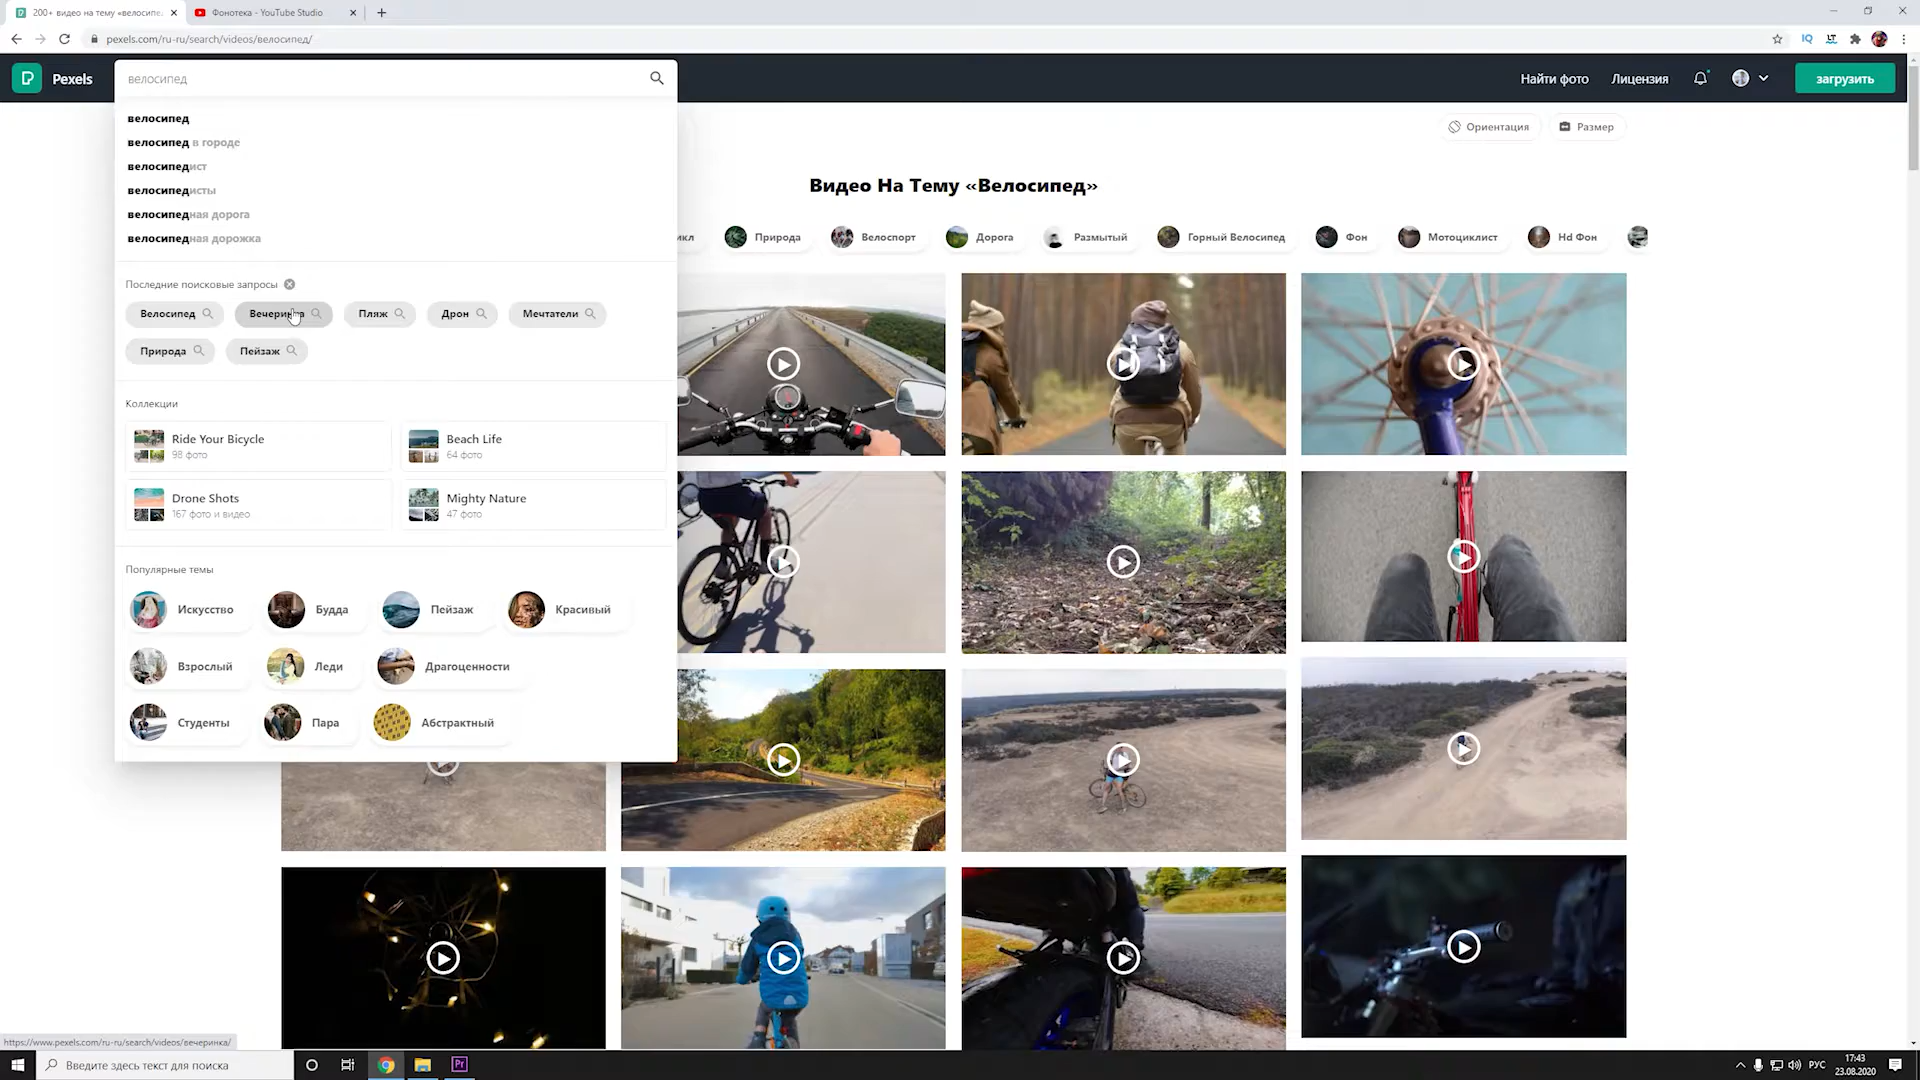 200+ видео на тему «велосипе
Фонотека - YouTube Studio
pexels.com/ru-ru/search/videos/велосипед/
Pexels
велосипед
Найти фото
Лицензия
загрузить
велосипед
велосипед в городе
велосипедист
велосипедисты
велосипедная дорога
велосипедная дорожка
Ориентация
Размер
Видео На Тему «Велосипед»
икл
Природа
Велоспорт
Дорога
Размытый
Горный Велосипед
Фон
Мотоциклист
Hd Фон
Последние поисковые запросы
Велосипед
Вечеринка
Пляж
Дрон
Мечтатели
Природа
Пейзаж
Коллекции
Ride Your Bicycle
98 фото
Beach Life
64 фото
Drone Shots
167 фото и видео
Mighty Nature
47 фото
Популярные темы
Искусство
Будда
Пейзаж
Красивый
Взрослый
Леди
Драгоценности
Студенты
Пара
Абстрактный
https://www.pexels.com/ru-ru/search/videos/вечеринка/
Введите здесь текст для поиска
Pr
РУС
17:43
23.08.2020